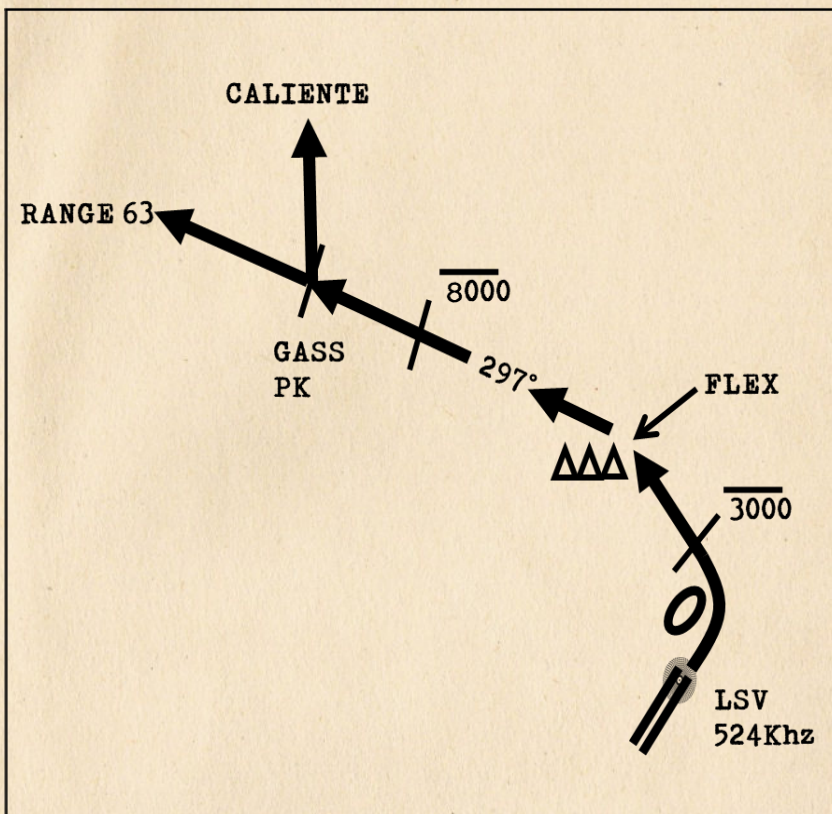 CALIENTE
RANGE 63
8000
GASS
PK
297°
FLEX
3000
LSV
524Khz